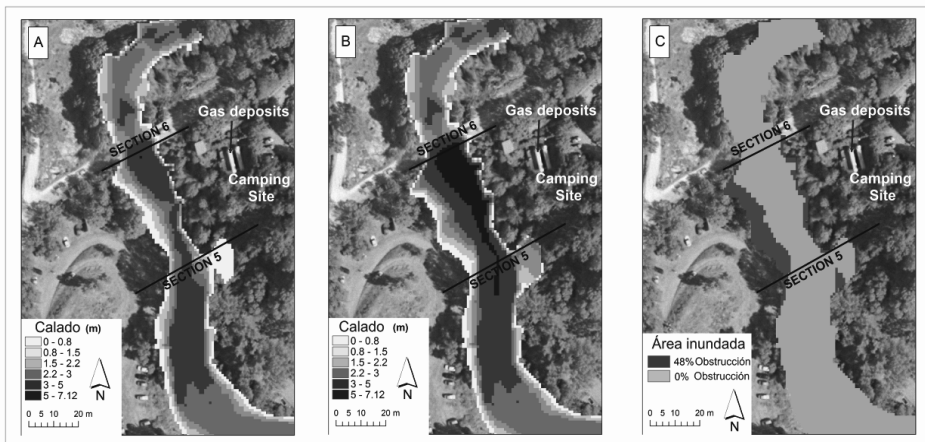 A
Gas deposits
SECTION 6
Camping
Site
SECTION 5
Calado (m)
0 - 0.8
0.8 - 1.5
1.5 - 2.2
2.2 - 3
3 - 5
5 - 7.12
N
0 5 10 20 m
B
Gas deposits
SECTION 6
Camping
Site
SECTION 5
Calado (m)
0 - 0.8
0.8 - 1.5
1.5 - 2.2
2.2 - 3
3 - 5
5 - 7.12
N
0 5 10 20 m
C
Gas deposits
SECTION 6
Camping
Site
SECTION 5
Área inundada
48% Obstrucción
0% Obstrucción
0 5 10 20 m
N